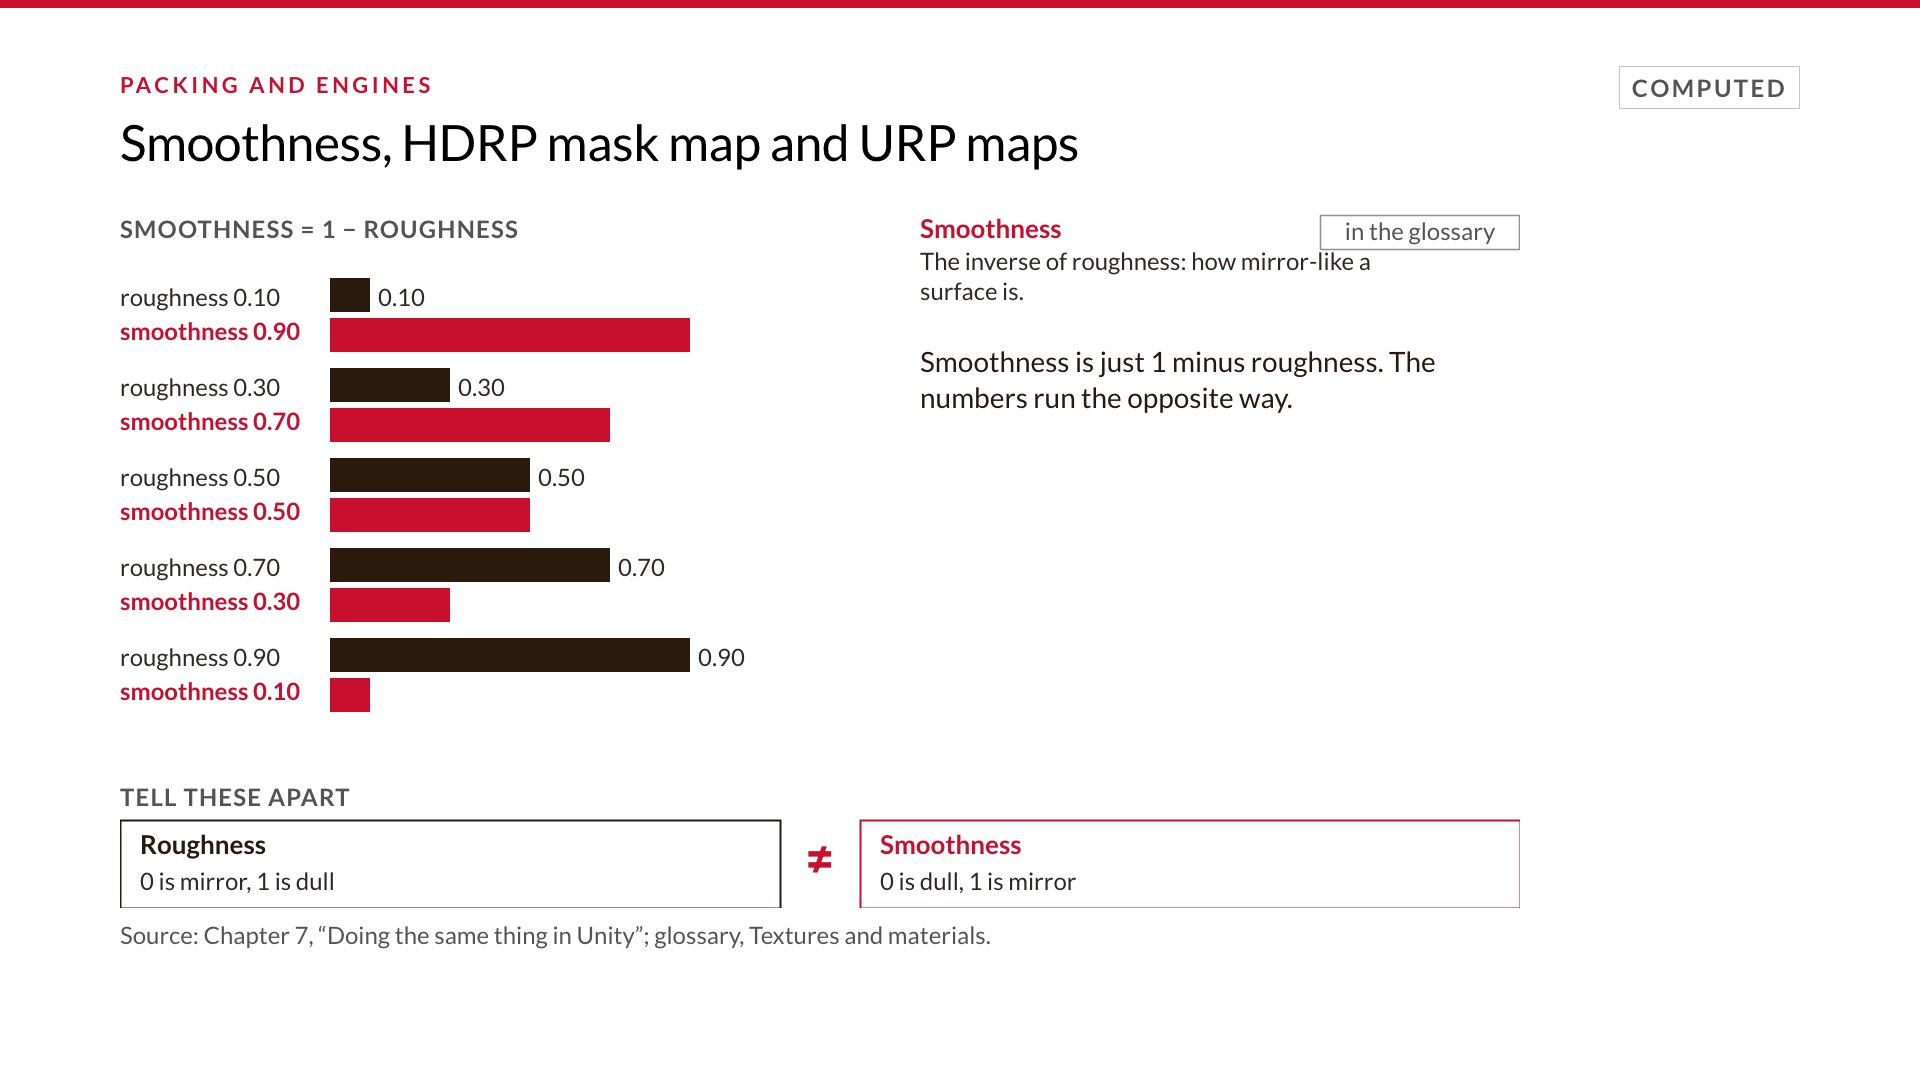 PACKING AND ENGINES
COMPUTED
Smoothness, HDRP mask map and URP maps
SMOOTHNESS = 1 − ROUGHNESS
roughness 0.10
0.10
smoothness 0.90
roughness 0.30
0.30
smoothness 0.70
roughness 0.50
0.50
smoothness 0.50
roughness 0.70
0.70
smoothness 0.30
roughness 0.90
0.90
smoothness 0.10
Smoothness
in the glossary
The inverse of roughness: how mirror-like a
surface is.
Smoothness is just 1 minus roughness. The
numbers run the opposite way.
TELL THESE APART
Roughness
0 is mirror, 1 is dull
≠
Smoothness
0 is dull, 1 is mirror
Source: Chapter 7, “Doing the same thing in Unity”; glossary, Textures and materials.